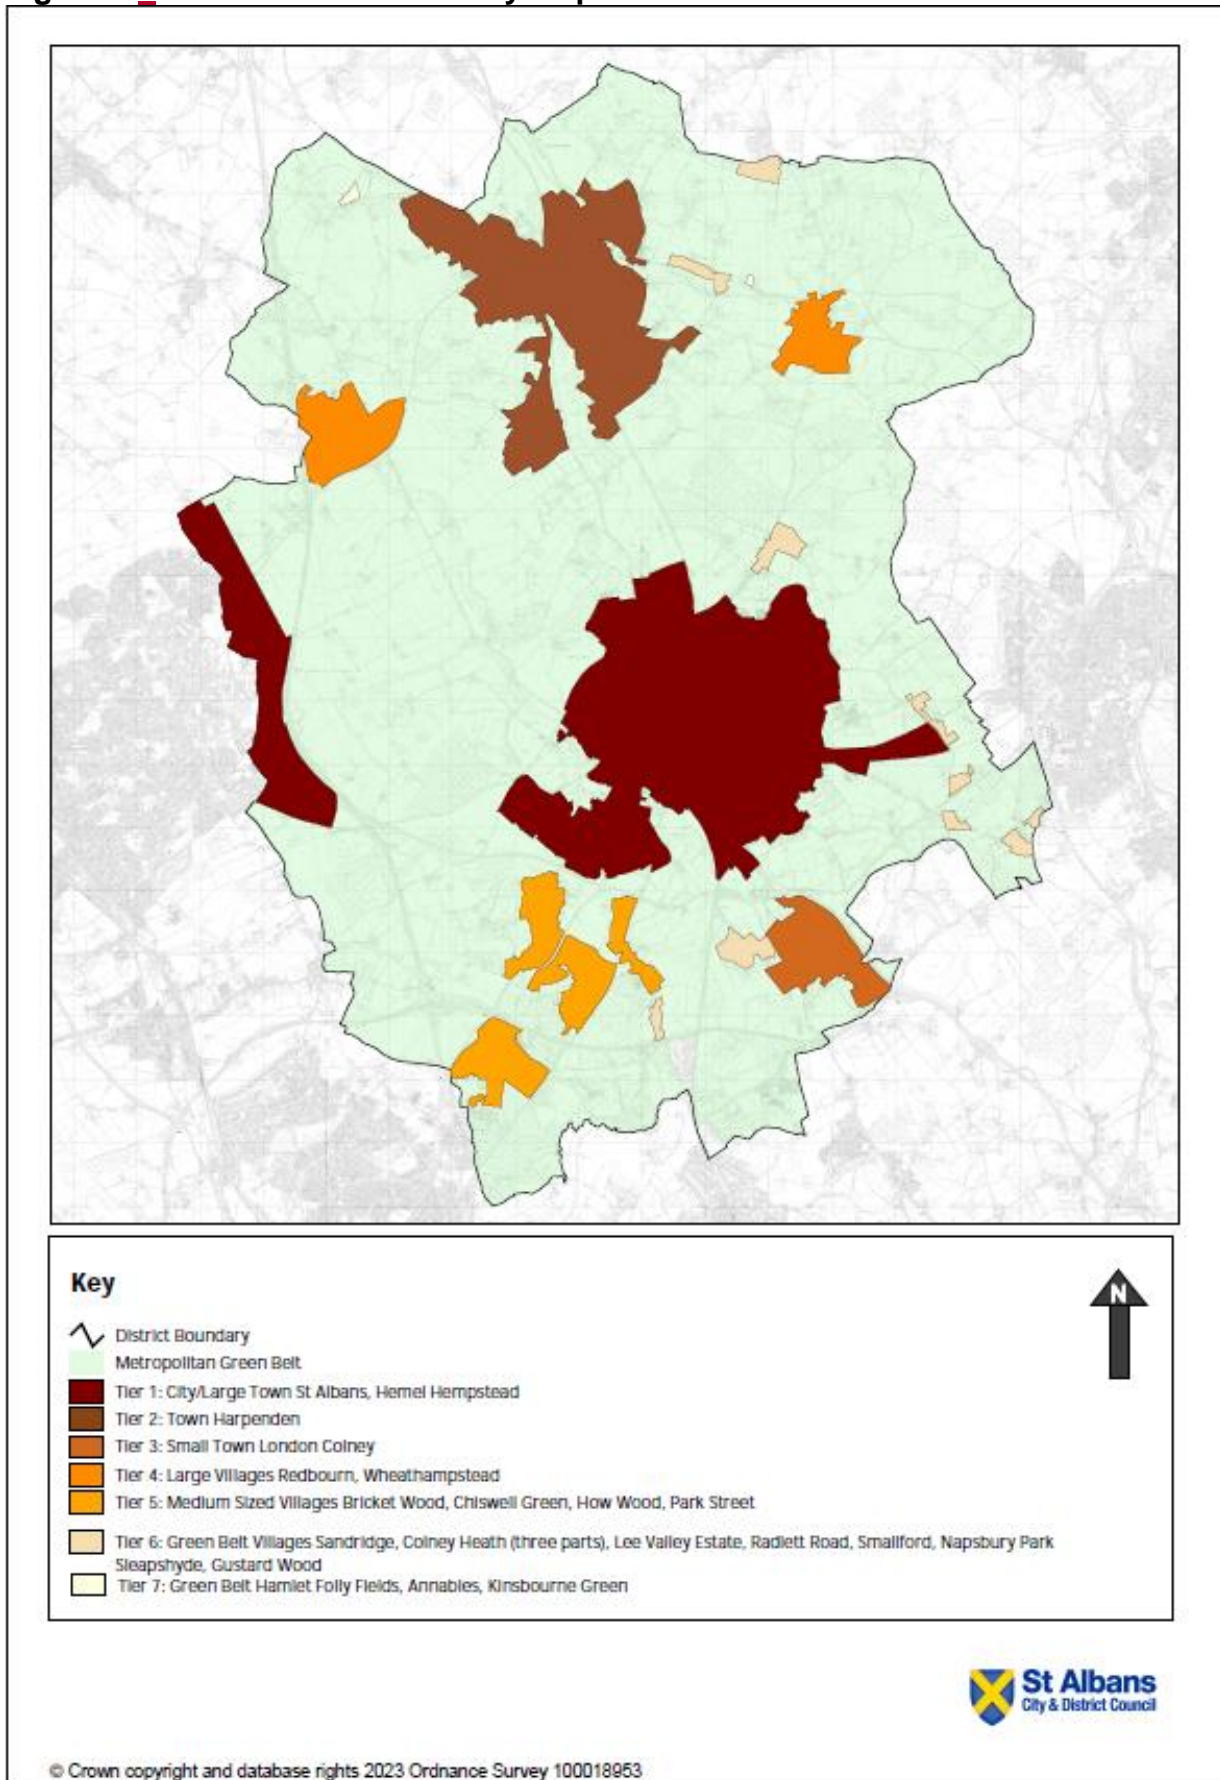 Key
N
District Boundary
Metropolitan Green Belt
Tier 1: City/Large Town St Albans, Hemel Hempstead
Tier 2: Town Harpenden
Tier 3: Small Town London Colney
Tier 4: Large Villages Redbourn, Wheathampstead
Tier 5: Medium Sized Villages Bricket Wood, Chiswell Green, How Wood, Park Street
Tier 6: Green Belt Villages Sandridge, Colney Heath (three parts), Lee Valley Estate, Radlett Road, Smallford, Napsbury Park
Sleapshyde, Gustard Wood
Tier 7: Green Belt Hamlet Folly Fields, Annables, Kinsbourne Green
St Albans
City & District Council
© Crown copyright and database rights 2023 Ordnance Survey 100018953